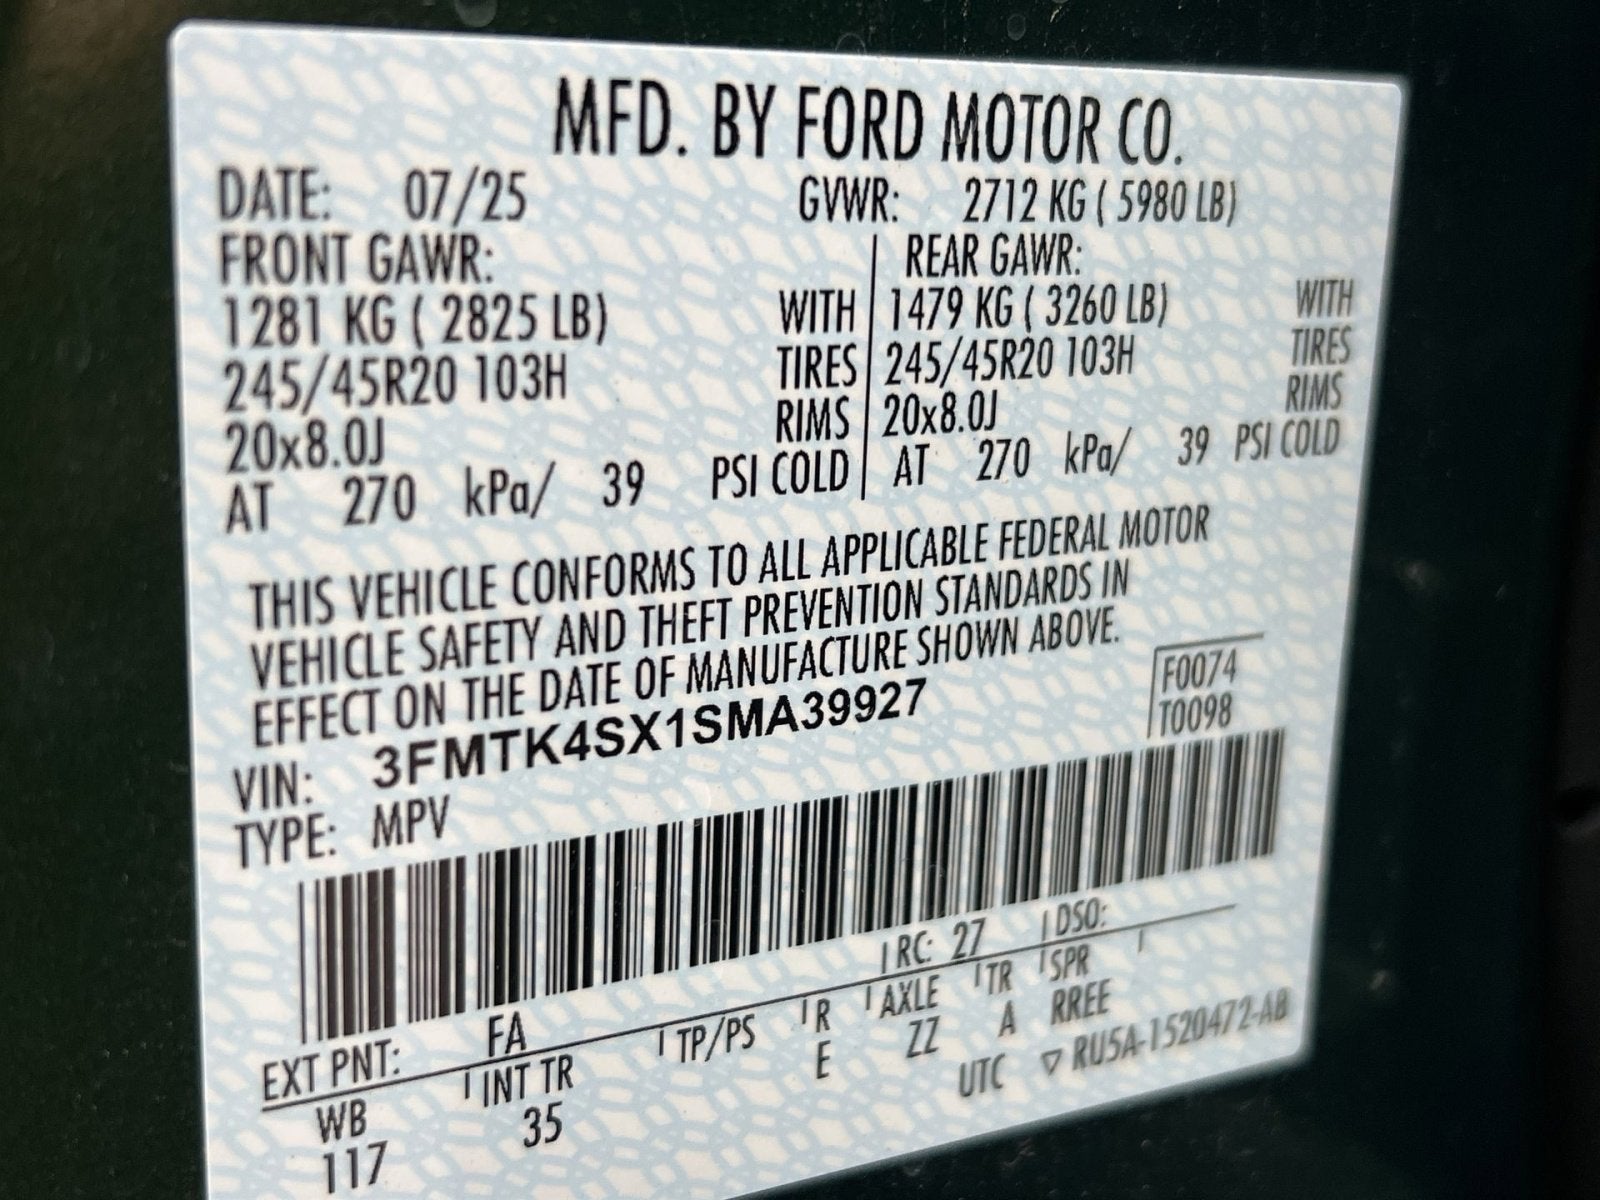 MFD. BY FORD MOTOR CO.
DATE: 07/25 GVWR: 2712 KG ( 5980 LB)
FRONT GAWR: REAR GAWR:
1281 KG ( 2825 LB) WITH 1479 KG ( 3260 LB) WITH
245/45R20 103H TIRES 245/45R20 103H TIRES
20x8.0J RIMS 20x8.0J RIMS
AT 270 kPa/ 39 PSI COLD AT 270 kPa/ 39 PSI COLD
THIS VEHICLE CONFORMS TO ALL APPLICABLE FEDERAL MOTOR
VEHICLE SAFETY AND THEFT PREVENTION STANDARDS IN
EFFECT ON THE DATE OF MANUFACTURE SHOWN ABOVE.
F0074
T0098
VIN: 3FMTK4SX1SMA39927
TYPE: MPV
EXT PNT: FA RC: 27 DSO:
WB INT TR TP/PS R AXLE TR SPR
117 35 E ZZ A RREE
UTC ▽ RU5A-1520472-AB